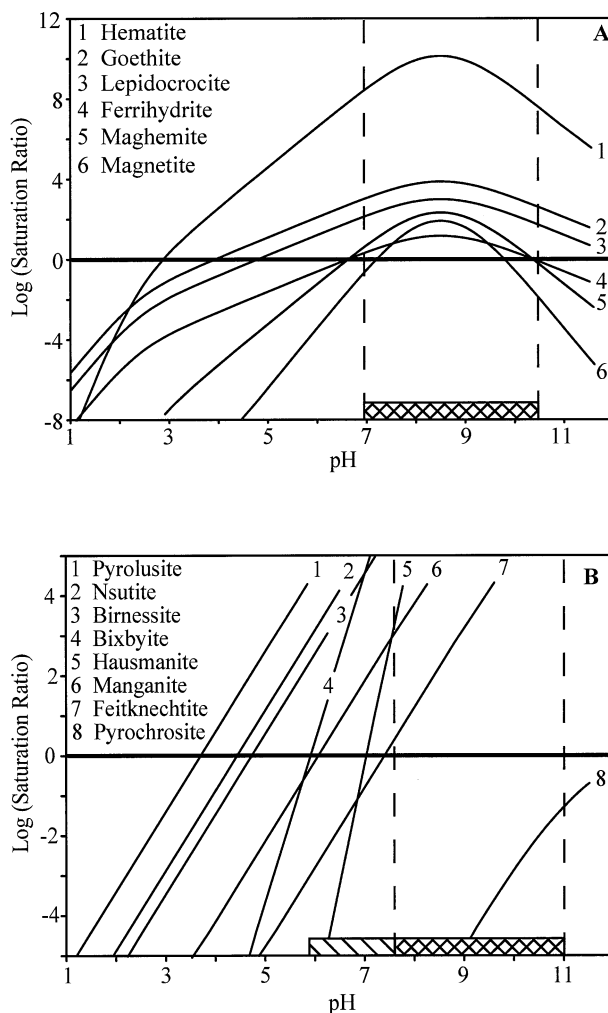 A
1 Hematite
2 Goethite
3 Lepidocrocite
4 Ferrihydrite
5 Maghemite
6 Magnetite
12
8
4
0
-4
-8
Log (Saturation Ratio)
1
2
3
4
5
6
1 3 5 7 9 11
pH
B
1 Pyrolusite
2 Nsutite
3 Birnessite
4 Bixbyite
5 Hausmanite
6 Manganite
7 Feitknechtite
8 Pyrochrosite
4
2
0
-2
-4
Log (Saturation Ratio)
1
2
3
4
5
6
7
8
1 3 5 7 9 11
pH